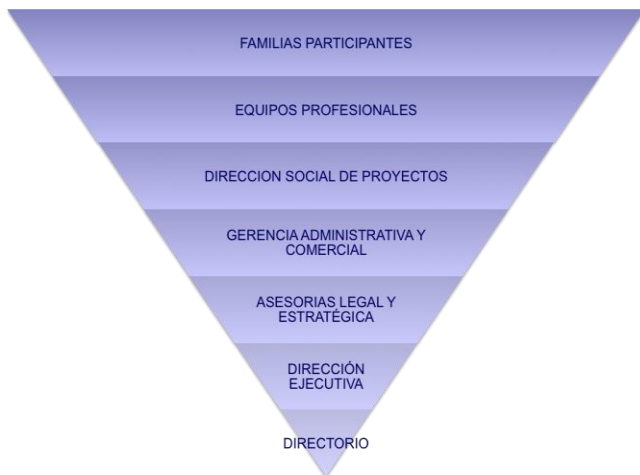 FAMILIAS PARTICIPANTES
EQUIPOS PROFESIONALES
DIRECCION SOCIAL DE PROYECTOS
GERENCIA ADMINISTRATIVA Y
COMERCIAL
ASESORIAS LEGAL Y
ESTRATÉGICA
DIRECCIÓN
EJECUTIVA
DIRECTORIO